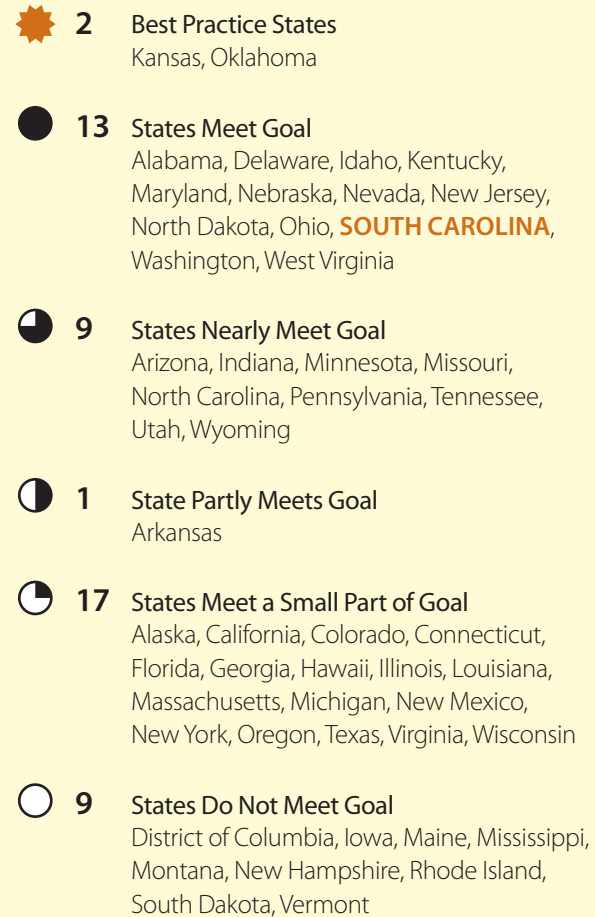 2 Best Practice States
Kansas, Oklahoma
13 States Meet Goal
Alabama, Delaware, Idaho, Kentucky,
Maryland, Nebraska, Nevada, New Jersey,
North Dakota, Ohio, SOUTH CAROLINA,
Washington, West Virginia
9 States Nearly Meet Goal
Arizona, Indiana, Minnesota, Missouri,
North Carolina, Pennsylvania, Tennessee,
Utah, Wyoming
1 State Partly Meets Goal
Arkansas
17 States Meet a Small Part of Goal
Alaska, California, Colorado, Connecticut,
Florida, Georgia, Hawaii, Illinois, Louisiana,
Massachusetts, Michigan, New Mexico,
New York, Oregon, Texas, Virginia, Wisconsin
9 States Do Not Meet Goal
District of Columbia, Iowa, Maine, Mississippi,
Montana, New Hampshire, Rhode Island,
South Dakota, Vermont